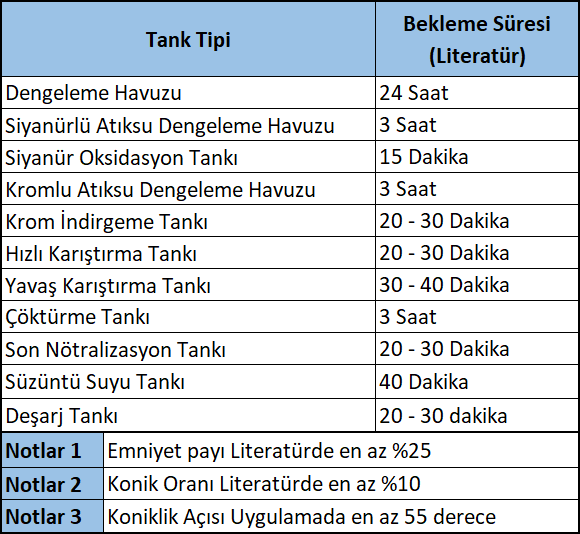 Tank Tipi
Bekleme Süresi
(Literatür)
Dengeleme Havuzu
24 Saat
Siyanürlü Atıksu Dengeleme Havuzu
3 Saat
Siyanür Oksidasyon Tankı
15 Dakika
Kromlu Atıksu Dengeleme Havuzu
3 Saat
Krom İndirgeme Tankı
20 - 30 Dakika
Hızlı Karıştırma Tankı
20 - 30 Dakika
Yavaş Karıştırma Tankı
30 - 40 Dakika
Çöktürme Tankı
3 Saat
Son Nötralizasyon Tankı
20 - 30 Dakika
Süzüntü Suyu Tankı
40 Dakika
Deşarj Tankı
20 - 30 dakika
Notlar 1
Emniyet payı Literatürde en az %25
Notlar 2
Konik Oranı Literatürde en az %10
Notlar 3
Koniklik Açısı Uygulamada en az 55 derece